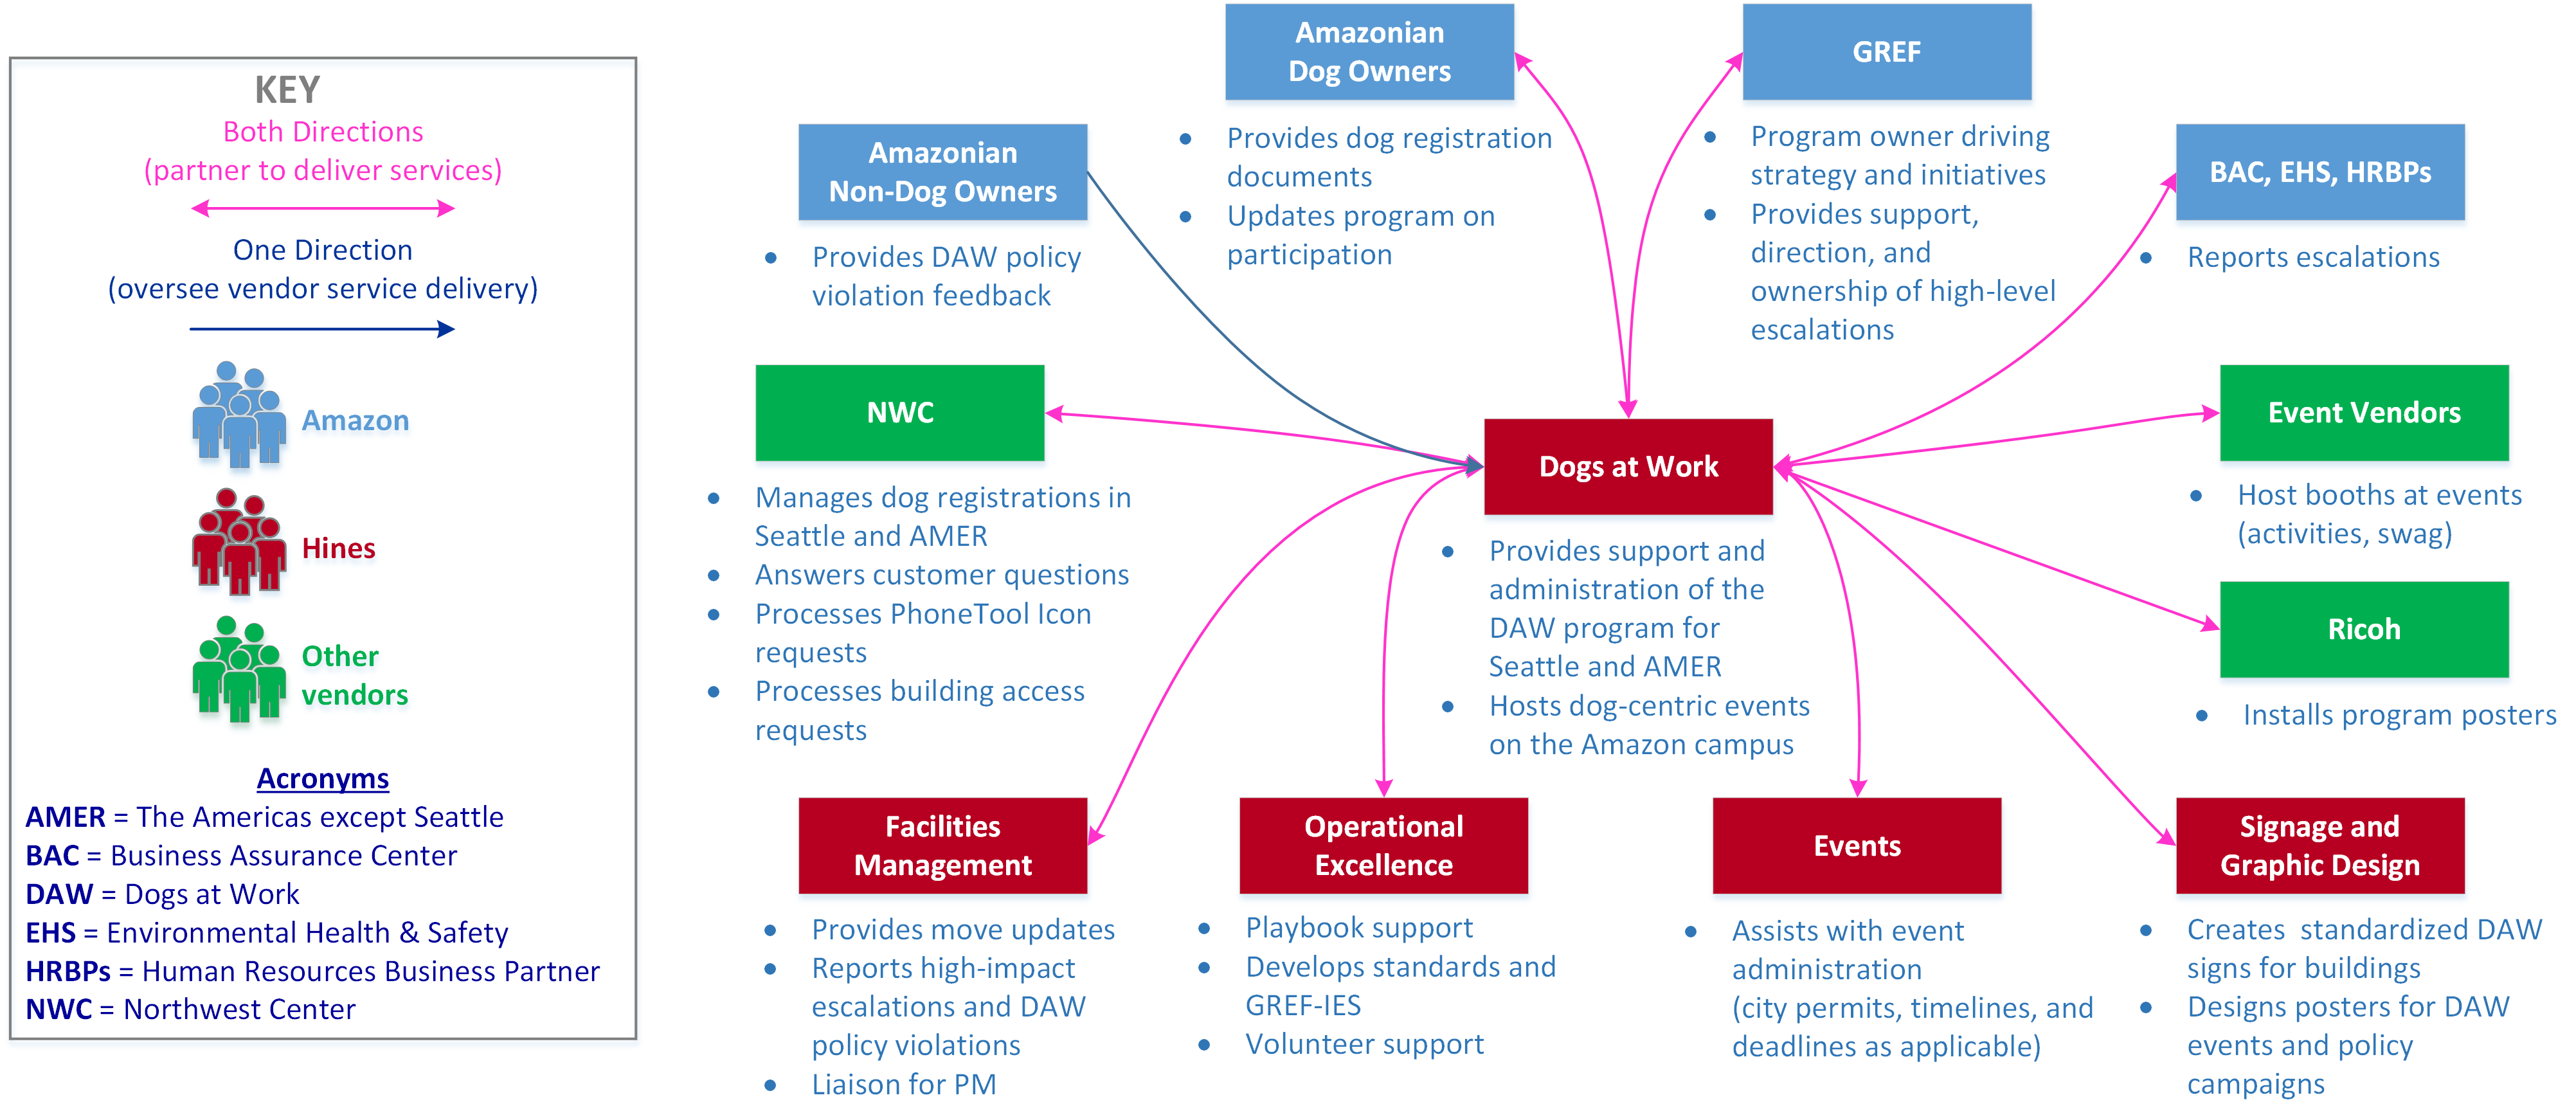 KEY
Both Directions
(partner to deliver services)
One Direction
(oversee vendor service delivery)
Amazon
Hines
Other
vendors
Acronyms
AMER = The Americas except Seattle
BAC = Business Assurance Center
DAW = Dogs at Work
EHS = Environmental Health & Safety
HRBPs = Human Resources Business Partner
NWC = Northwest Center
Amazonian
Non-Dog Owners
• Provides DAW policy
violation feedback
Amazonian
Dog Owners
• Provides dog registration
documents
• Updates program on
participation
GREF
• Program owner driving
strategy and initiatives
• Provides support,
direction, and
ownership of high-level
escalations
BAC, EHS, HRBPs
• Reports escalations
NWC
• Manages dog registrations in
Seattle and AMER
• Answers customer questions
• Processes PhoneTool Icon
requests
• Processes building access
requests
Dogs at Work
• Provides support and
administration of the
DAW program for
Seattle and AMER
• Hosts dog-centric events
on the Amazon campus
Event Vendors
• Host booths at events
(activities, swag)
Ricoh
• Installs program posters
Facilities
Management
• Provides move updates
• Reports high-impact
escalations and DAW
policy violations
• Liaison for PM
Operational
Excellence
• Playbook support
• Develops standards and
GREF-IES
• Volunteer support
Events
• Assists with event
administration
(city permits, timelines, and
deadlines as applicable)
Signage and
Graphic Design
• Creates  standardized DAW
signs for buildings
• Designs posters for DAW
events and policy
campaigns